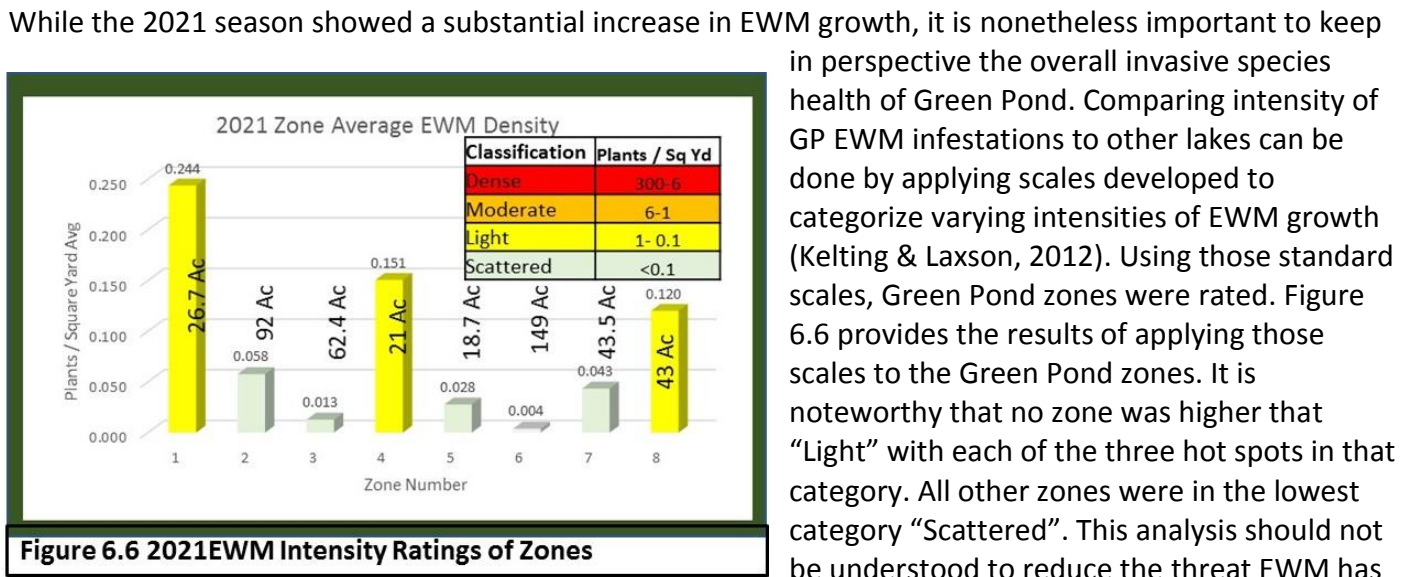 While the 2021 season showed a substantial increase in EWM growth, it is nonetheless important to keep
in perspective the overall invasive species
health of Green Pond. Comparing intensity of
GP EWM infestations to other lakes can be
done by applying scales developed to
categorize varying intensities of EWM growth
(Kelting & Laxson, 2012). Using those standard
scales, Green Pond zones were rated. Figure
6.6 provides the results of applying those
scales to the Green Pond zones. It is
noteworthy that no zone was higher that
“Light” with each of the three hot spots in that
category. All other zones were in the lowest
category “Scattered”. This analysis should not
be understood to reduce the threat EWM has
2021 Zone Average EWM Density
Classification Plants / Sq Yd
Dense 300-6
Moderate 6-1
Light 1- 0.1
Scattered <0.1
Plants / Square Yard Avg
0.250
0.200
0.150
0.100
0.050
0.000
0.244
0.058
0.013
0.151
0.028
0.004
0.043
0.120
26.7 Ac
92 Ac
62.4 Ac
21 Ac
18.7 Ac
149 Ac
43.5 Ac
43 Ac
1 2 3 4 5 6 7 8
Zone Number
Figure 6.6 2021EWM Intensity Ratings of Zones